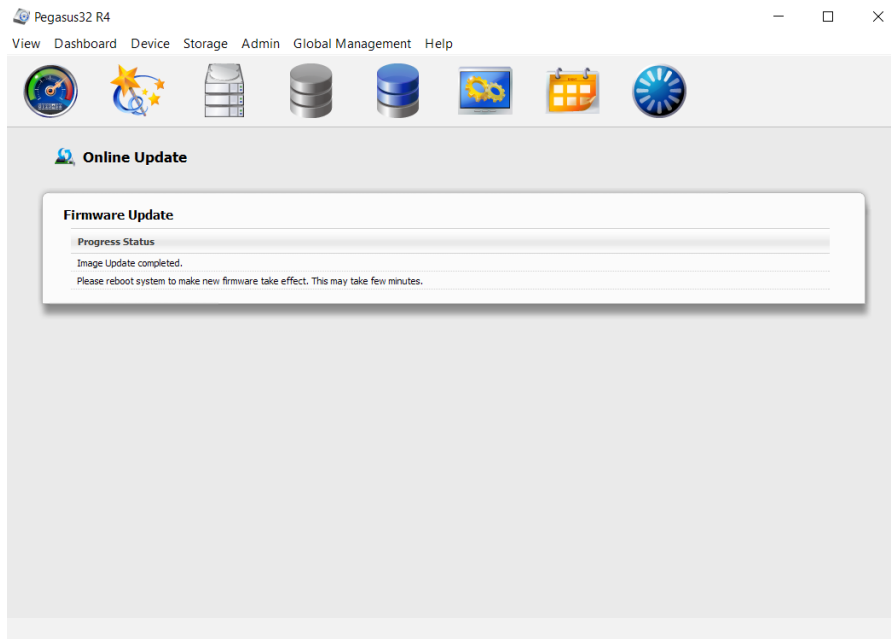 Pegasus32 R4
View Dashboard Device Storage Admin Global Management Help
Online Update
Firmware Update
Progress Status
Image Update completed.
Please reboot system to make new firmware take effect. This may take few minutes.